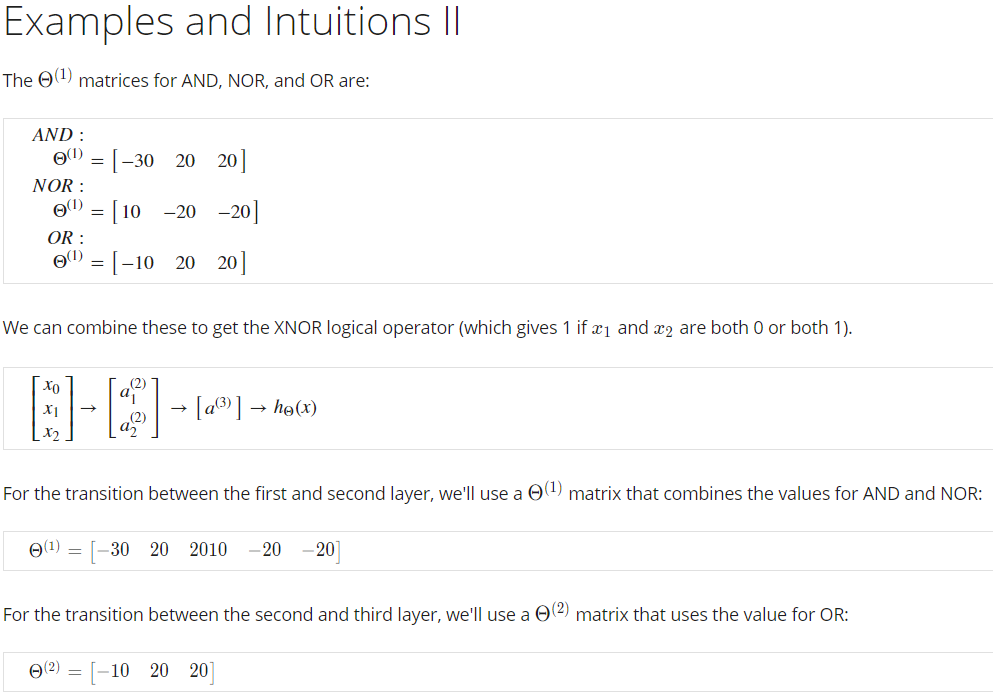 Examples and Intuitions II
The Θ(1) matrices for AND, NOR, and OR are:
AND :
Θ(1) = [−30 20 20]
NOR :
Θ(1) = [10 −20 −20]
OR :
Θ(1) = [−10 20 20]
We can combine these to get the XNOR logical operator (which gives 1 if x1 and x2 are both 0 or both 1).
[x0 x1 x2] → [a1(2) a2(2)] → [a(3)] → hΘ(x)
For the transition between the first and second layer, we'll use a Θ(1) matrix that combines the values for AND and NOR:
Θ(1) = [−30 20 2010 −20 −20]
For the transition between the second and third layer, we'll use a Θ(2) matrix that uses the value for OR:
Θ(2) = [−10 20 20]